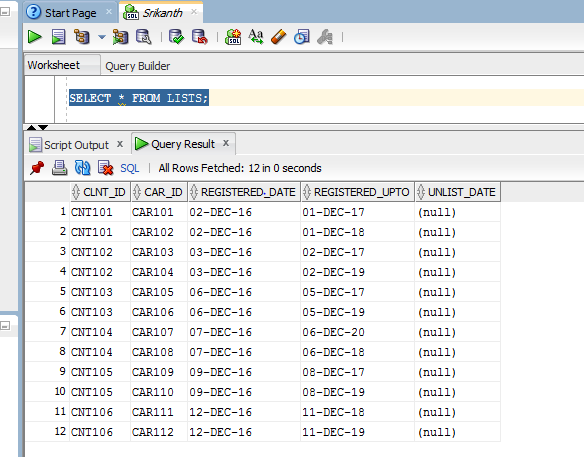 Start Page Srikanth
Worksheet Query Builder
SELECT * FROM LISTS;
Script Output x Query Result x
SQL | All Rows Fetched: 12 in 0 seconds
CLNT_ID CAR_ID REGISTERED_DATE REGISTERED_UPTO UNLIST_DATE
1 CNT101 CAR101 02-DEC-16 01-DEC-17 (null)
2 CNT101 CAR102 02-DEC-16 01-DEC-18 (null)
3 CNT102 CAR103 03-DEC-16 02-DEC-17 (null)
4 CNT102 CAR104 03-DEC-16 02-DEC-19 (null)
5 CNT103 CAR105 06-DEC-16 05-DEC-17 (null)
6 CNT103 CAR106 06-DEC-16 05-DEC-19 (null)
7 CNT104 CAR107 07-DEC-16 06-DEC-20 (null)
8 CNT104 CAR108 07-DEC-16 06-DEC-18 (null)
9 CNT105 CAR109 09-DEC-16 08-DEC-17 (null)
10 CNT105 CAR110 09-DEC-16 08-DEC-19 (null)
11 CNT106 CAR111 12-DEC-16 11-DEC-18 (null)
12 CNT106 CAR112 12-DEC-16 11-DEC-19 (null)